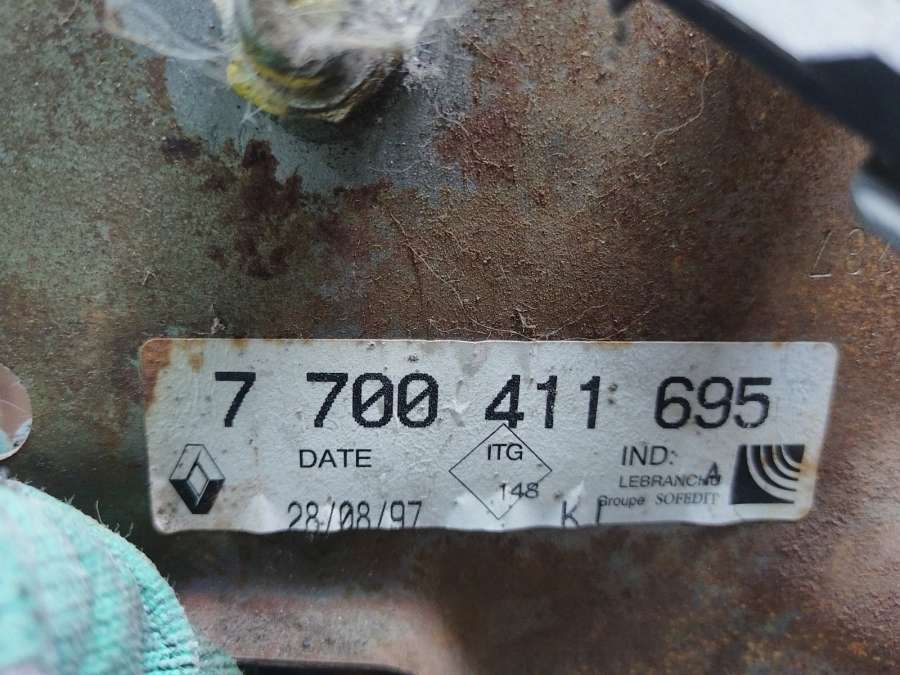 7 700 411 695
DATE
ITG
IND: A
LEBRANCHU
Groupe SOFEDIT
148
28/08/97